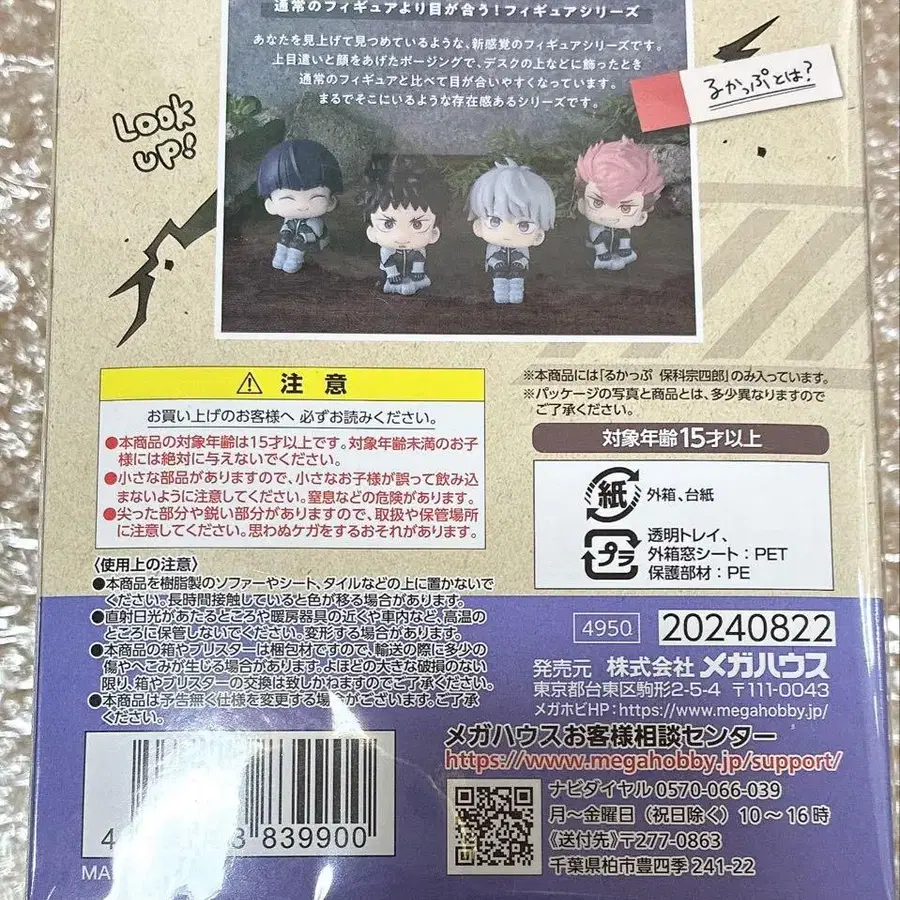 通常のフィギュアより目が合う!フィギュアシリーズ
あなたを見上げて見つめているような、新感覚のフィギュアシリーズです。
上目遣いと顔をあげたポージングで、デスクの上などに飾ったとき
通常のフィギュアと比べて目が合いやすくなっています。
まるでそこにいるような存在感あるシリーズです。
るかっぷとは?
Look
UP!
⚠ 注意
お買い上げのお客様へ 必ずお読みください。
●本商品の対象年齢は15才以上です。対象年齢未満のお子
様には絶対に与えないでください。
●小さな部品がありますので、小さなお子様が誤って飲み込
まないように注意してください。窒息などの危険があります。
●尖った部分や鋭い部分がありますので、取扱や保管場所
に注意してください。思わぬケガをするおそれがあります。
〈使用上の注意〉
●本商品を樹脂製のソファーやシート、タイルなどの上に置かないで
ください。長時間接触していると色が移る場合があります。
●直射日光があたるところや暖房器具の近くや車内など、高温の
ところに保管しないでください。変形する場合があります。
●本商品の箱やブリスターは梱包材ですので、輸送の際に多少の
傷やへこみが生じる場合があります。よほどの大きな破損のない
限り、箱やブリスターの交換は致しかねますのでご了承ください。
●本商品は予告無く仕様を変更する場合がございます。ご了承
ください。
※本商品には「るかっぷ 保科宗四郎」のみ入っています。
※パッケージの写真と商品とは、多少異なりますので
ご了承ください。
対象年齢15才以上
紙 外箱、台紙
プラ 透明トレイ、
外箱窓シート:PET
保護部材:PE
4950 20240822
発売元 株式会社 メガハウス
東京都台東区駒形2-5-4 〒111-0043
メガホビHP:https://www.megahobby.jp/
メガハウスお客様相談センター
https://www.megahobby.jp/support/
ナビダイヤル 0570-066-039
月~金曜日(祝日除く)10~16時
《送付先》〒277-0863
千葉県柏市豊四季241-22
4 3 839900
MA